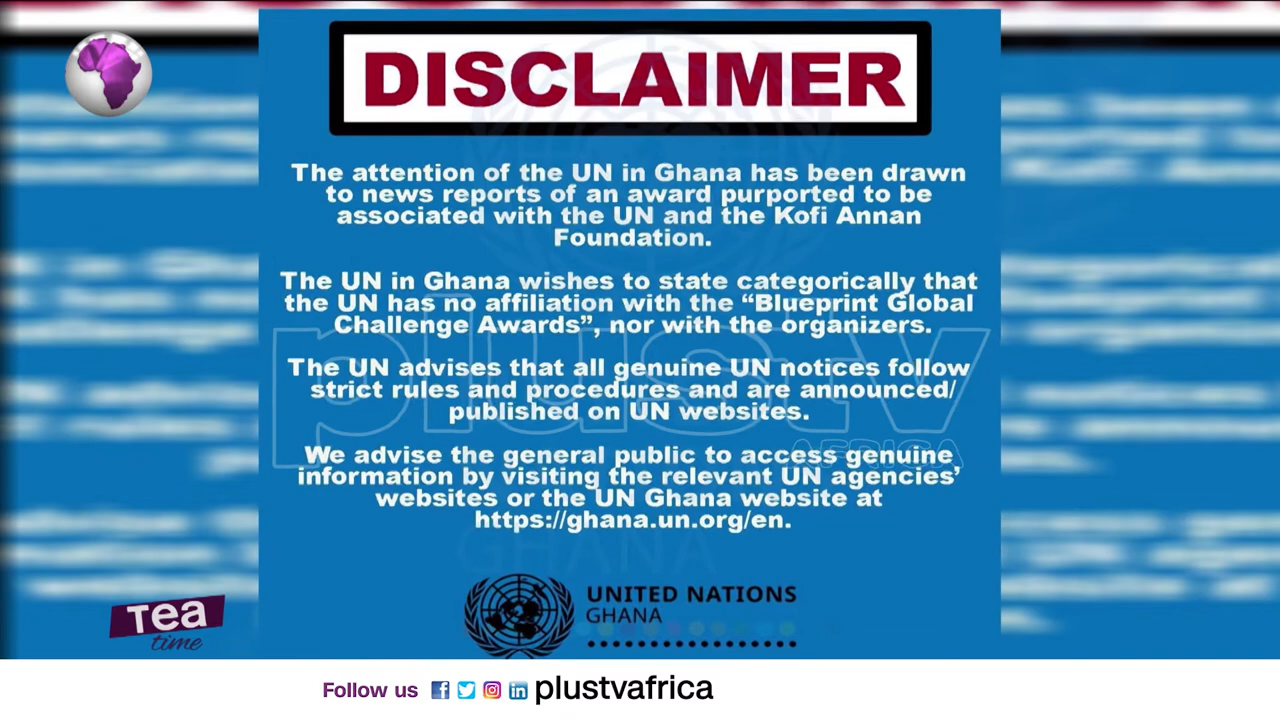 DISCLAIMER
The attention of the UN in Ghana has been drawn
to news reports of an award purported to be
associated with the UN and the Kofi Annan
Foundation.
The UN in Ghana wishes to state categorically that
the UN has no affiliation with the “Blueprint Global
Challenge Awards”, nor with the organizers.
The UN advises that all genuine UN notices follow
strict rules and procedures and are announced/
published on UN websites.
We advise the general public to access genuine
information by visiting the relevant UN agencies’
websites or the UN Ghana website at
https://ghana.un.org/en.
plustv
AFRICA
GHANA
UNITED NATIONS
GHANA
Tea
time
Follow us plustvafrica